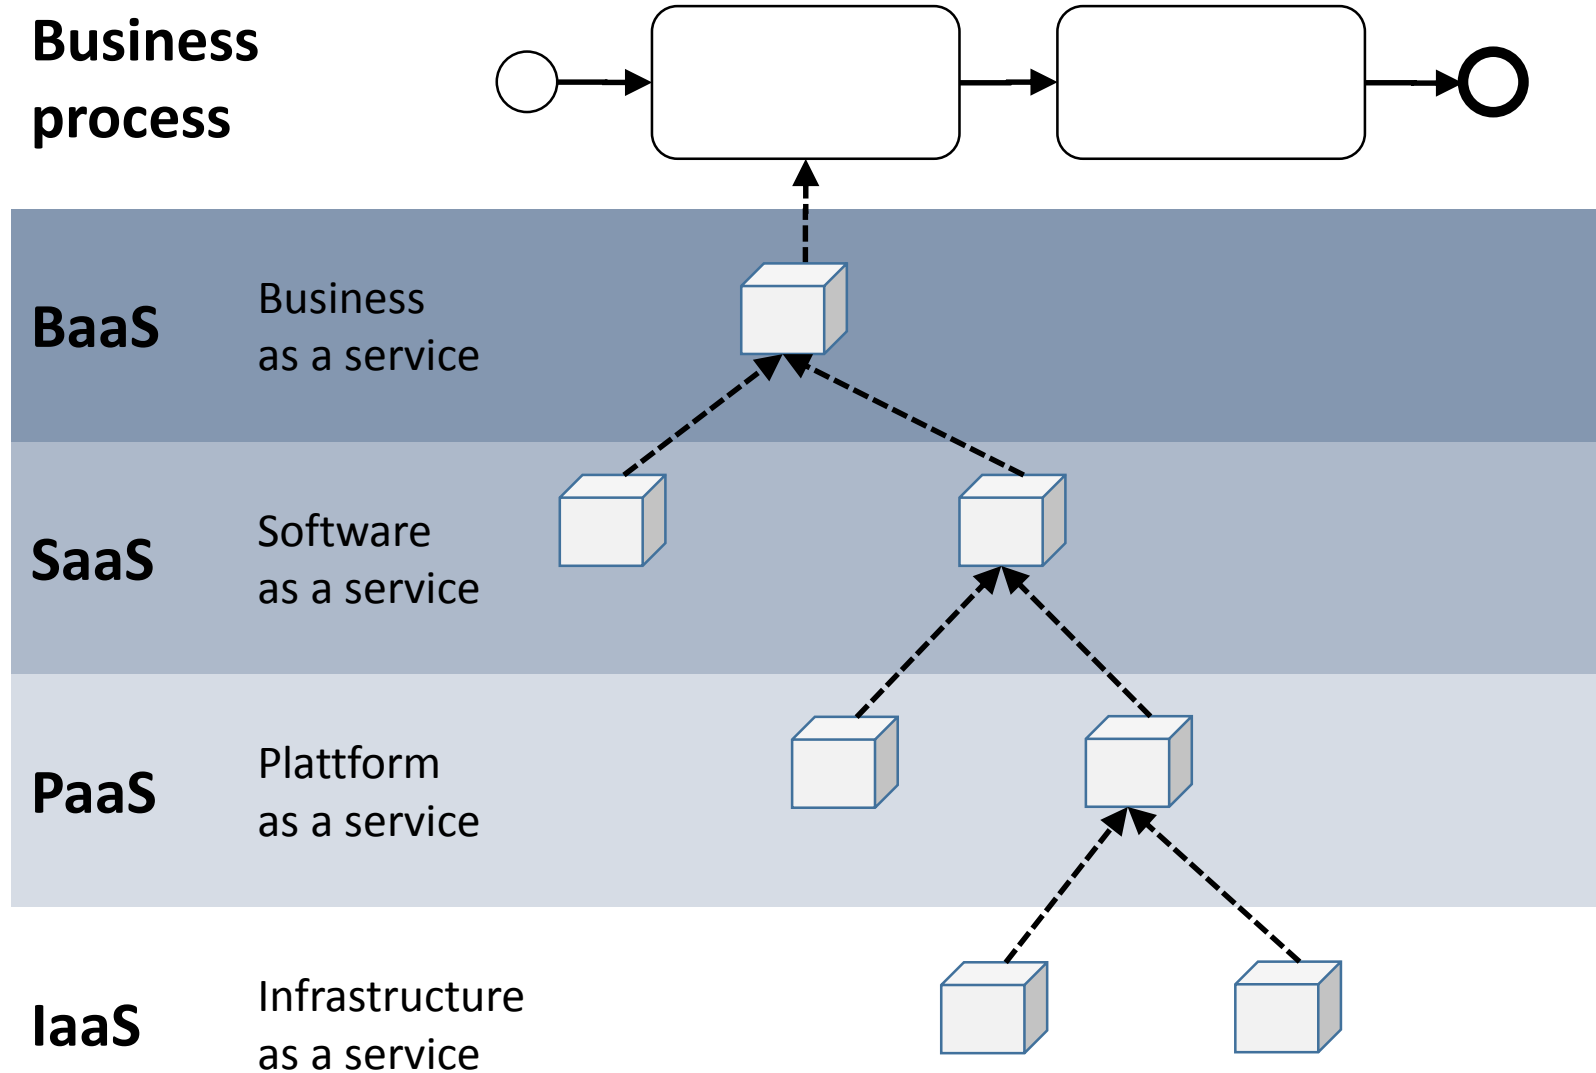 Business
process
BaaS
Business
as a service
SaaS
Software
as a service
PaaS
Plattform
as a service
IaaS
Infrastructure
as a service